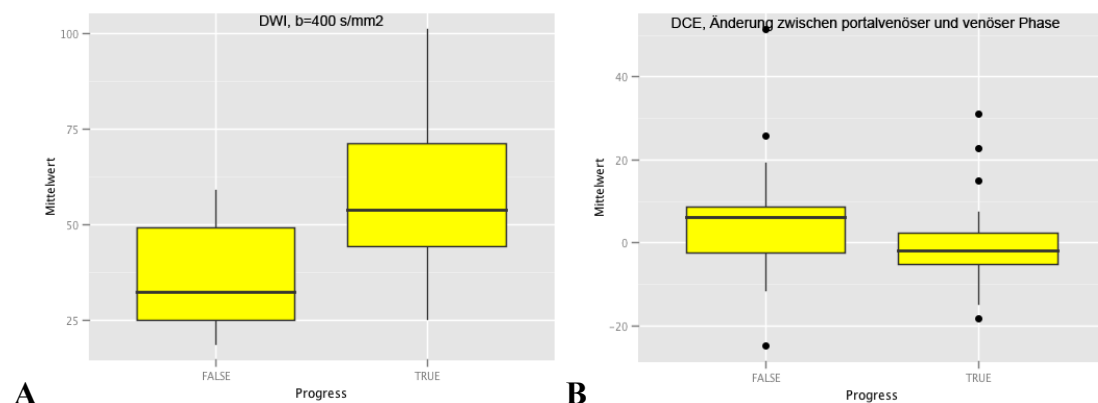 DWI, b=400 s/mm2
100
75
50
25
Mittelwert
FALSE
TRUE
Progress
A
DCE, Änderung zwischen portalvenöser und venöser Phase
40
20
0
−20
Mittelwert
FALSE
TRUE
Progress
B